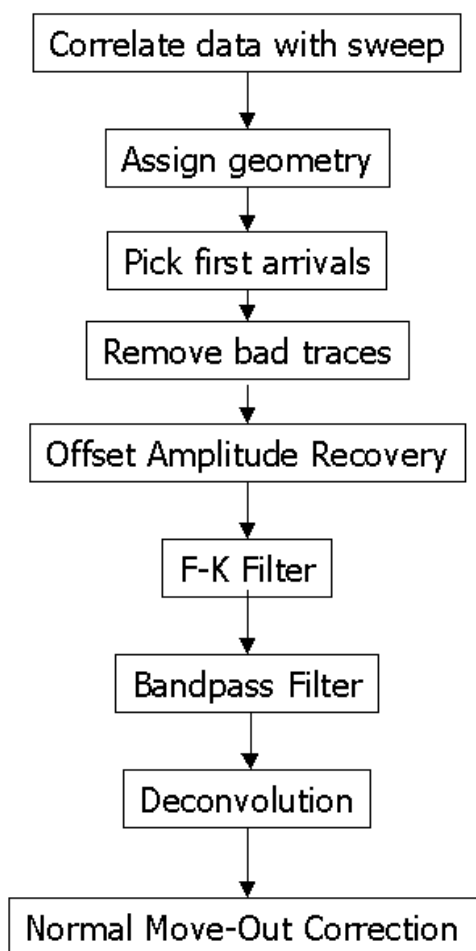 Correlate data with sweep
Assign geometry
Pick first arrivals
Remove bad traces
Offset Amplitude Recovery
F-K Filter
Bandpass Filter
Deconvolution
Normal Move-Out Correction